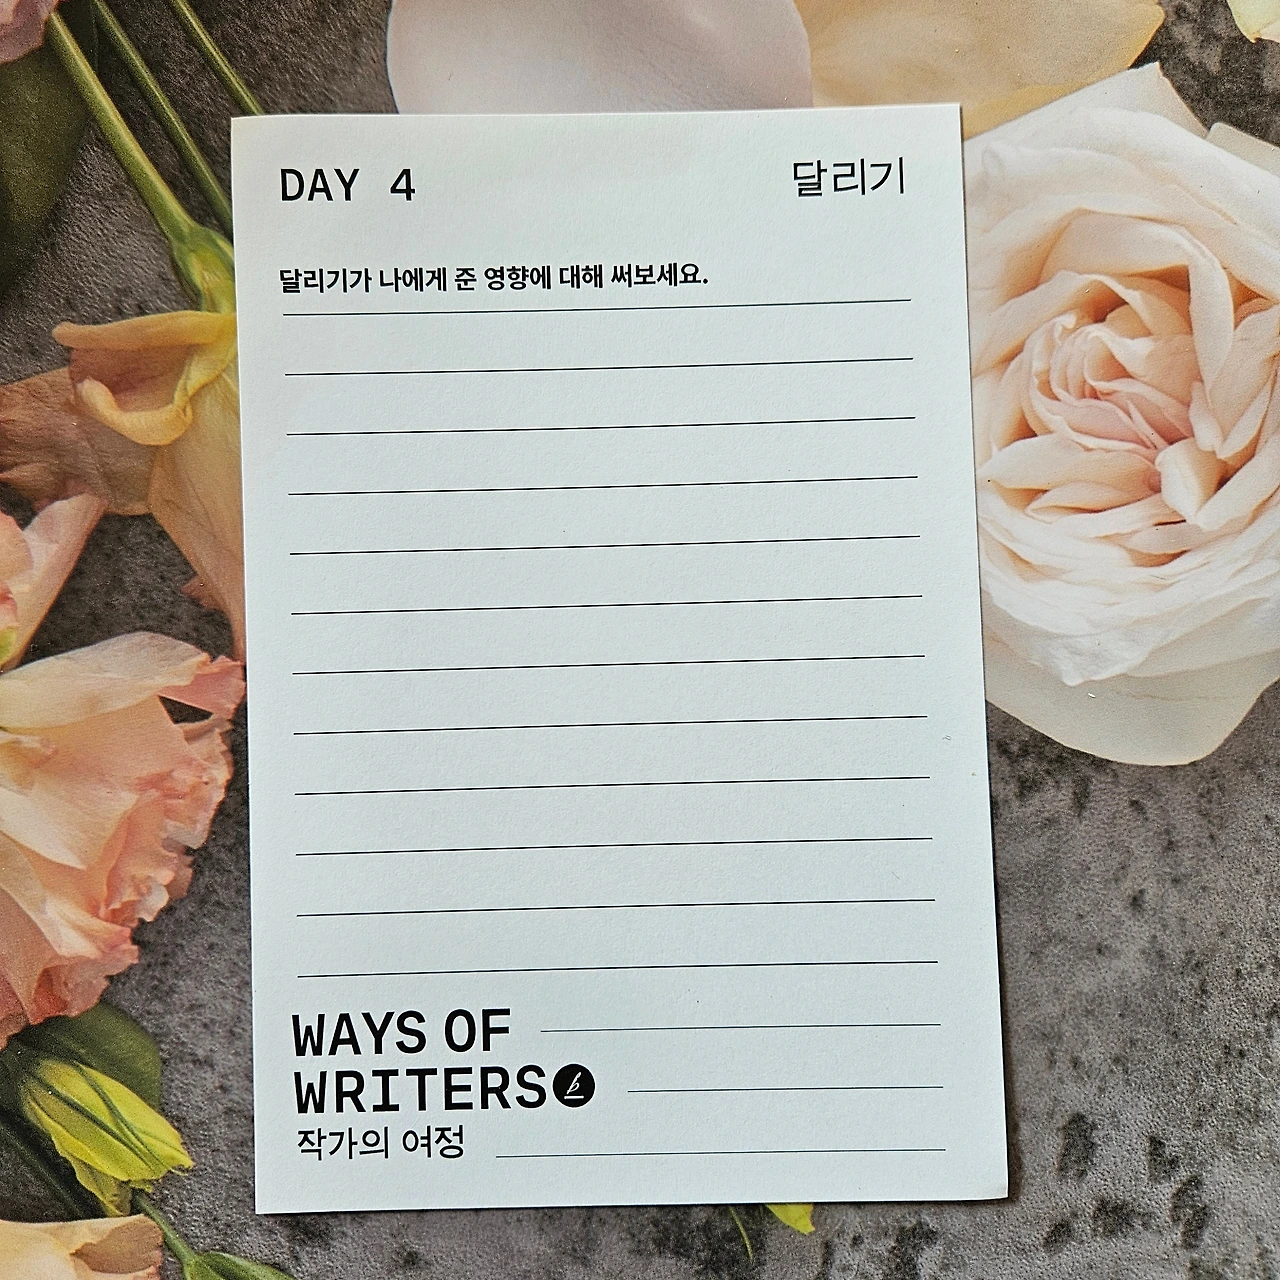 DAY 4 달리기
달리기가 나에게 준 영향에 대해 써보세요.
WAYS OF
WRITERS
작가의 여정